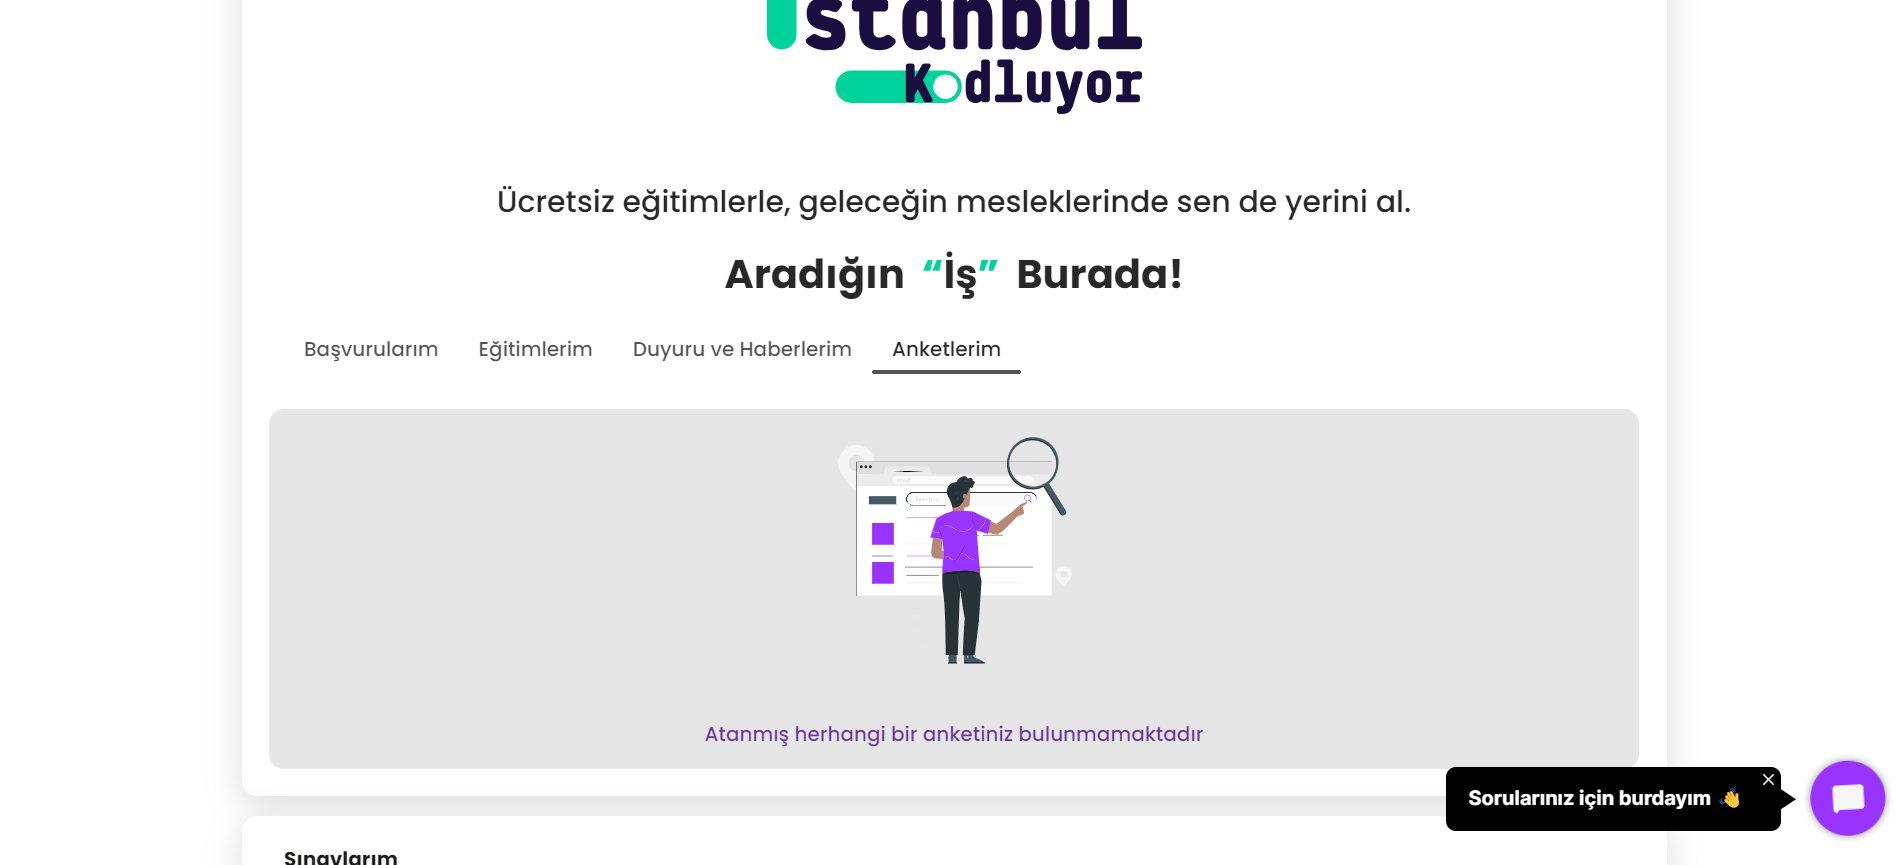 İstanbul
Kodluyor
Ücretsiz eğitimlerle, geleceğin mesleklerinde sen de yerini al.
Aradığın “İş” Burada!
Başvurularım Eğitimlerim Duyuru ve Haberlerim Anketlerim
Atanmış herhangi bir anketiniz bulunmamaktadır
Sorularınız için burdayım 👋
Sınavlarım